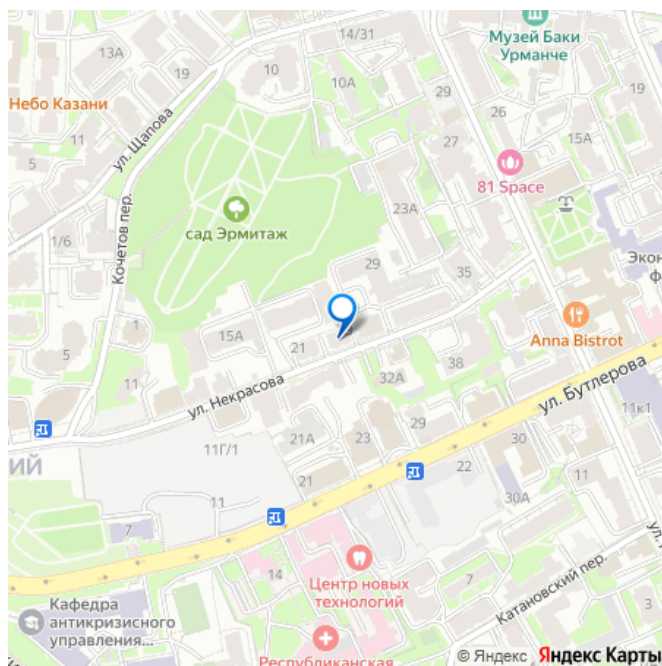 14/31
Музей Баки
Урманче
13А
19
10
10А
29
26
Небо Казани
19
ул. Щапова
27
15А
5
81 Space
Кочетов пер.
23А
сад Эрмитаж
1/6
29
35
Экон
ф
1
15А
21
Anna Bistrot
11
38
ул. Некрасова
32А
ул. Бутлерова
11к1
21А
23
29
ИЙ
11Г/1
30
22
11
21
11
30А
7
14
Центр новых
технологий
7
Катановский пер.
3
Кафедра
антикризисного
управления...
5
Республиканская
© Яндекс Яндекс Карты